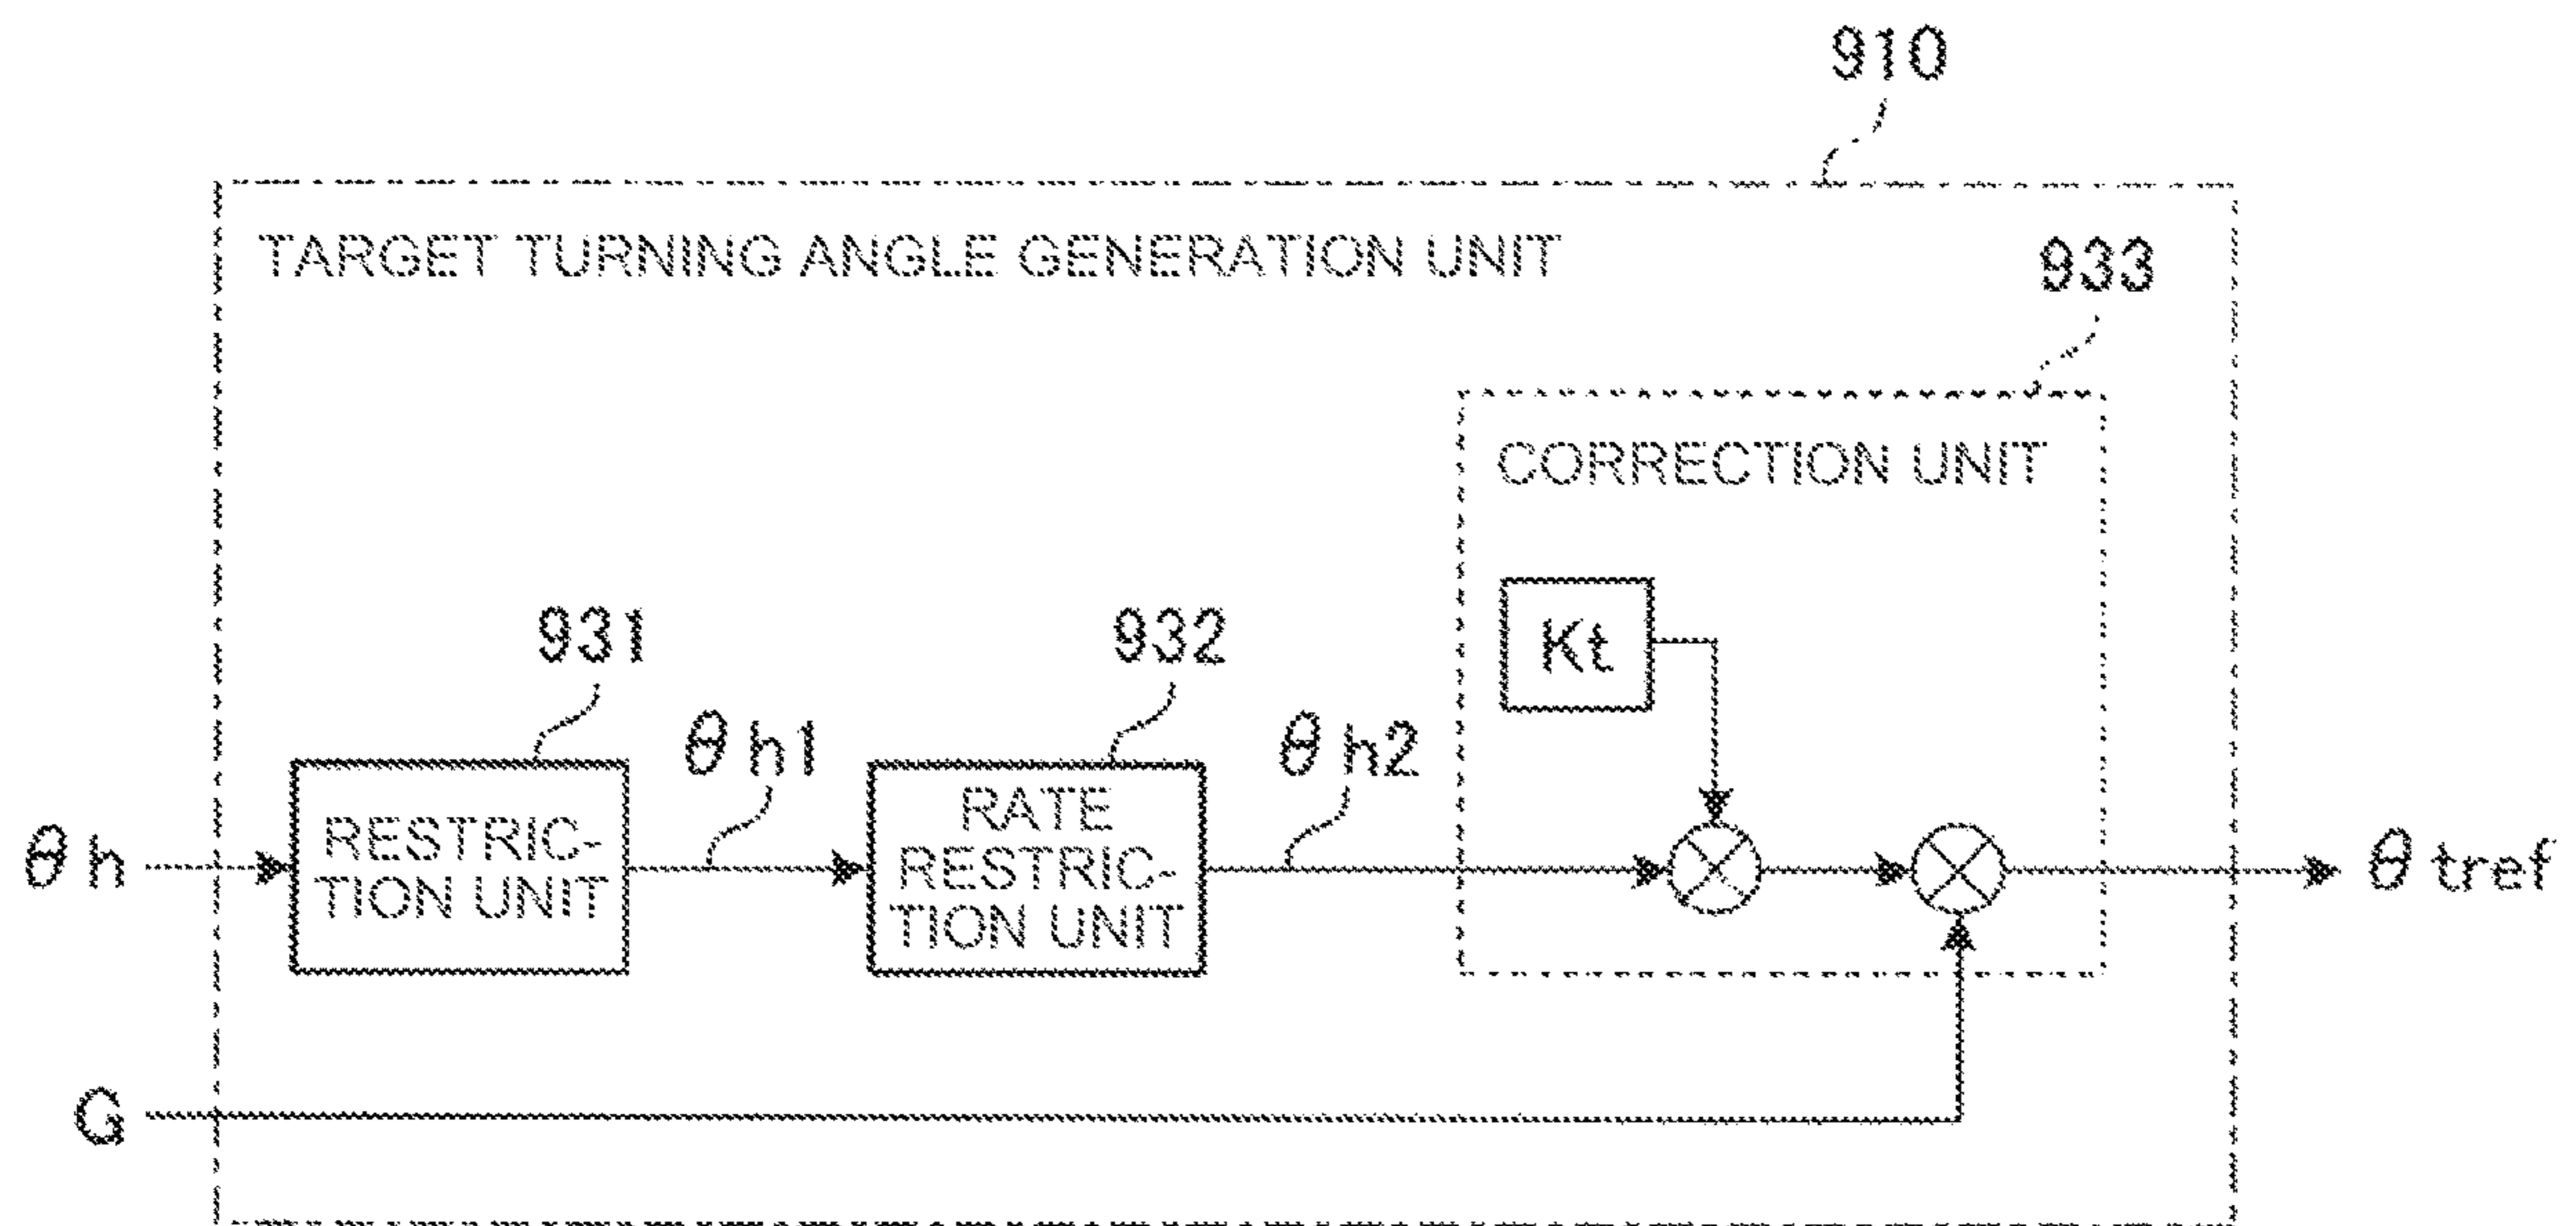 910
TARGET TURNING ANGLE GENERATION UNIT
933
CORRECTION UNIT
Kt
931
932
θh1
θh2
θh
RESTRIC-
TION UNIT
RATE
RESTRIC-
TION UNIT
θtref
G